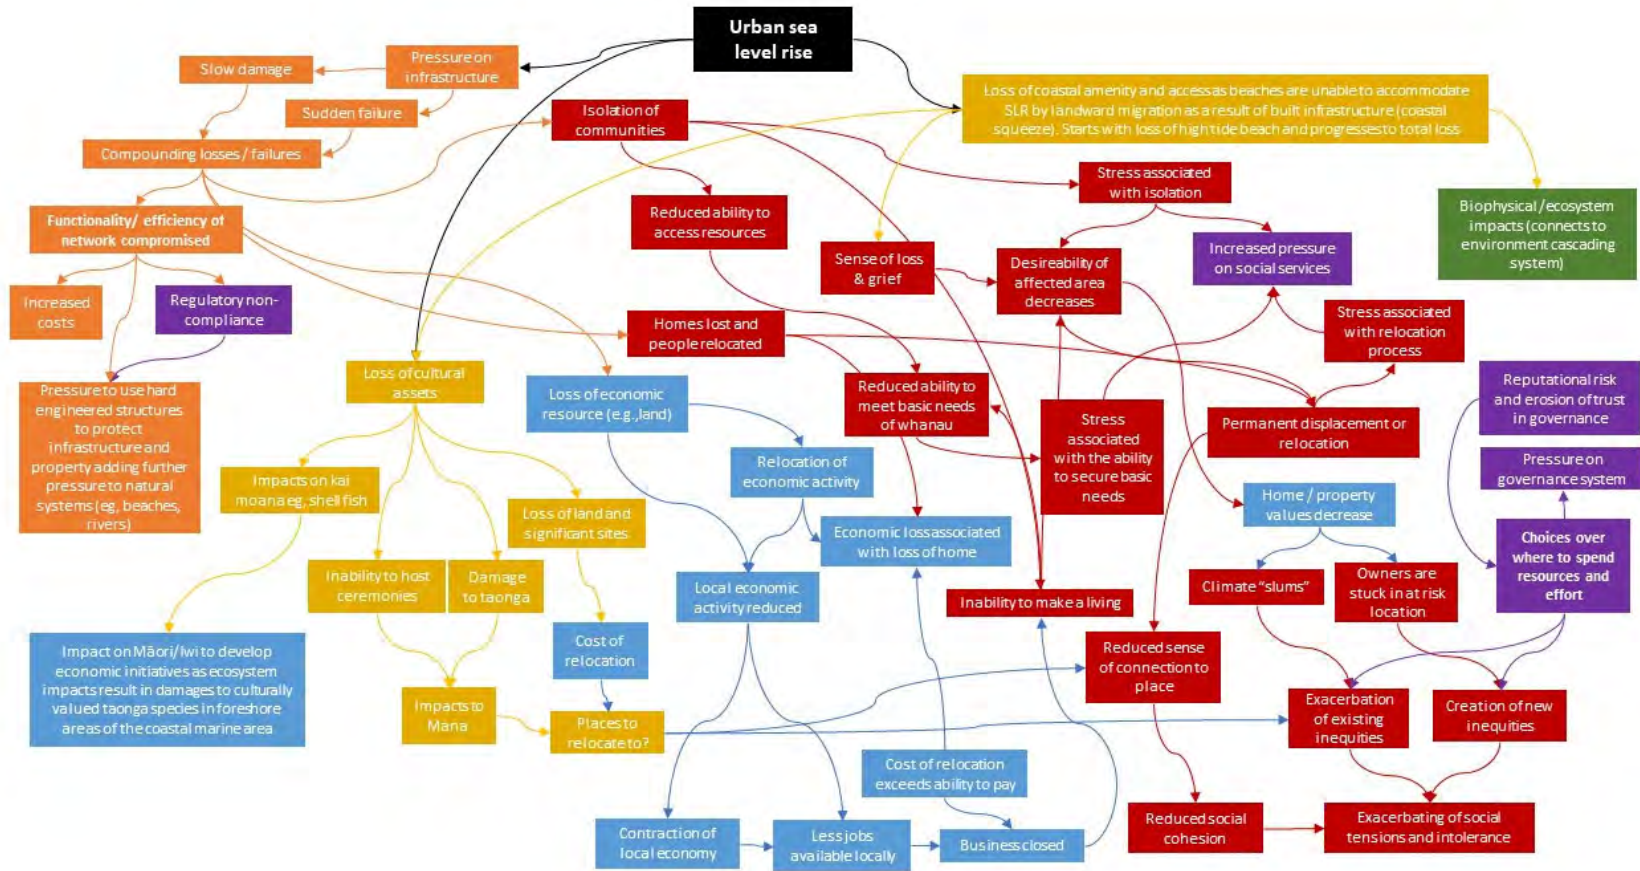 Urban sea
level rise
Pressure on
infrastructure
Slow damage
Sudden failure
Compounding losses / failures
Functionality/ efficiency of
network compromised
Increased
costs
Regulatory non-
compliance
Pressure to use hard
engineered structures
to protect
infrastructure and
property adding further
pressure to natural
systems (eg, beaches,
rivers)
Isolation of
communities
Loss of coastal amenity and access as beaches are unable to accommodate
SLR by landward migration as a result of built infrastructure (coastal
squeeze). Starts with loss of high tide beach and progresses to total loss
Stress associated
with isolation
Biophysical /ecosystem
impacts (connects to
environment cascading
system)
Reduced ability to
access resources
Sense of loss
& grief
Desireability of
affected area
decreases
Increased pressure
on social services
Homes lost and
people relocated
Stress associated
with relocation
process
Loss of cultural
assets
Loss of economic
resource (e.g., land)
Reduced ability to
meet basic needs
of whanau
Stress
associated
with the ability
to secure basic
needs
Permanent displacement or
relocation
Reputational risk
and erosion of trust
in governance
Pressure on
governance system
Impacts on kai
moana eg, shell fish
Relocation of
economic activity
Loss of land and
significant sites
Economic loss associated
with loss of home
Home / property
values decrease
Choices over
where to spend
resources and
effort
Inability to host
ceremonies
Damage
to taonga
Local economic
activity reduced
Inability to make a living
Climate “slums”
Owners are
stuck in at risk
location
Impact on Māori/Iwi to develop
economic initiatives as ecosystem
impacts result in damages to culturally
valued taonga species in foreshore
areas of the coastal marine area
Cost of
relocation
Reduced sense
of connection to
place
Impacts to
Mana
Places to
relocate to?
Exacerbation
of existing
inequities
Creation of new
inequities
Cost of relocation
exceeds ability to pay
Contraction of
local economy
Less jobs
available locally
Business closed
Reduced social
cohesion
Exacerbating of social
tensions and intolerance